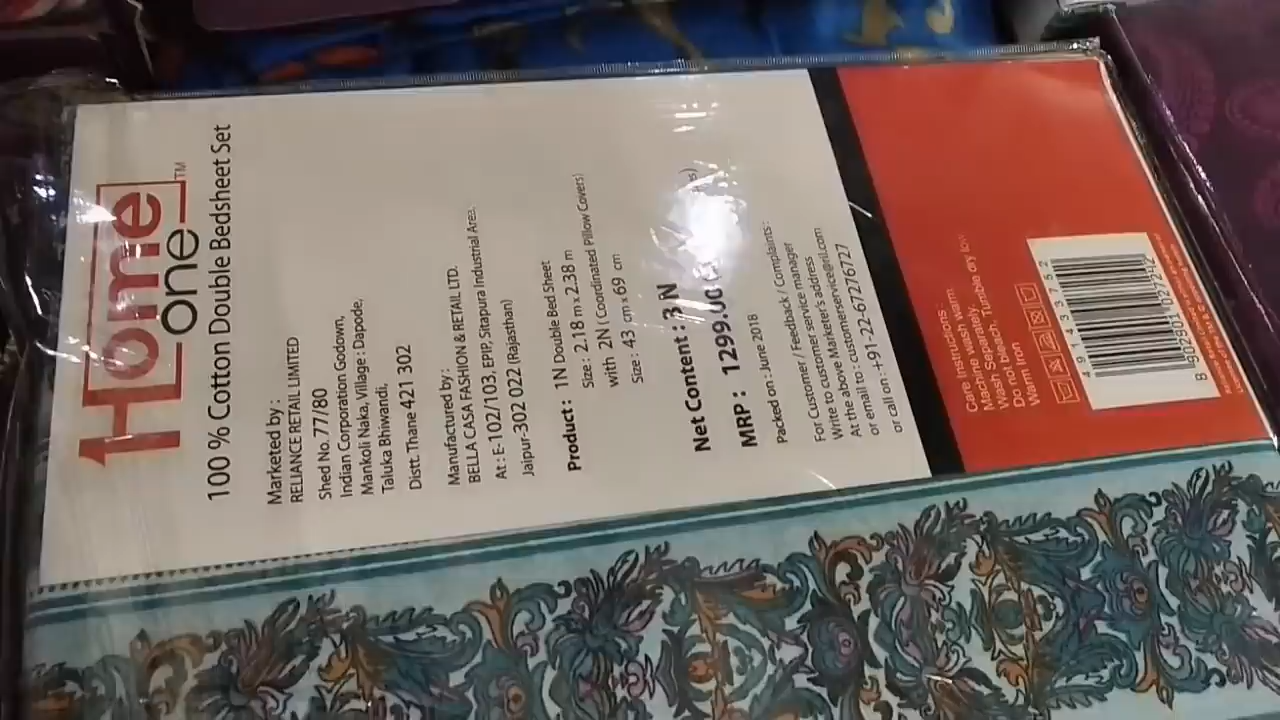 Home
one™
100 % Cotton Double Bedsheet Set
Marketed by :
RELIANCE RETAIL LIMITED
Shed No. 77/80
Indian Corporation Godown,
Mankoli Naka, Village : Dapode,
Taluka Bhiwandi,
Distt. Thane 421 302
Manufactured by :
BELLA CASA FASHION & RETAIL LTD.
At : E-102/103, EPIP, Sitapura Industrial Area,
Jaipur-302 022 (Rajasthan)
Product : 1N Double Bed Sheet
Size : 2.18 m x 2.38 m
with 2N ( Coordinated Pillow Covers)
Size : 43 cm x 69 cm
Net Content : 3 N
MRP : 1299.00
Packed on : June 2018
For Customer / Feedback / Complaints :
Write to customer service manager
At the above Marketer's address
or email to : customerservice@ril.com
or call on : +91-22-67276727
Care Instructions :
Machine wash warm.
Wash Separately. Tumble dry low
Do not bleach.
Warm Iron
491433752